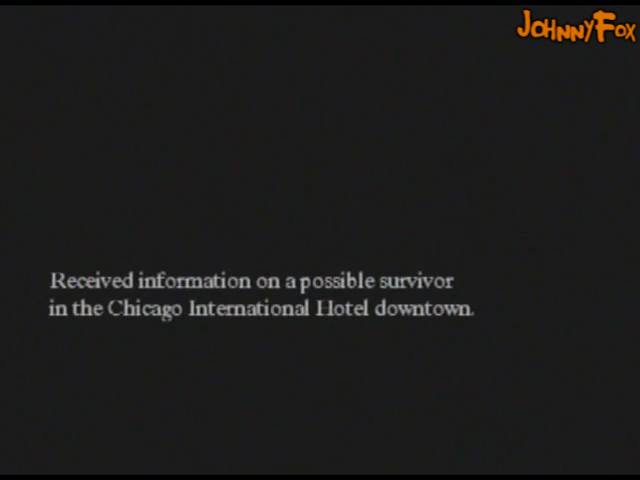 JOHNNYFOX
Received information on a possible survivor
in the Chicago International Hotel downtown.